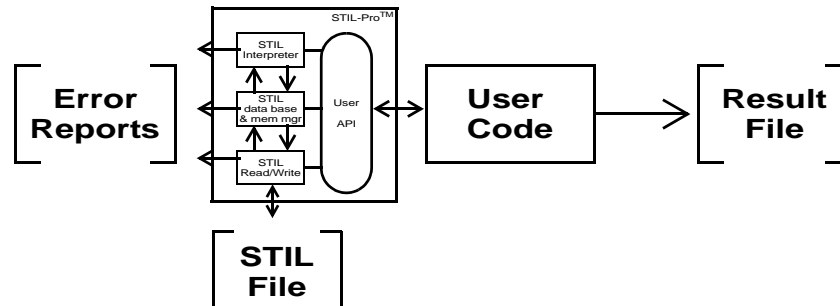 STIL-Pro™
STIL
Interpreter
STIL
data base
& mem mgr
STIL
Read/Write
User
API
Error
Reports
User
Code
Result
File
STIL
File